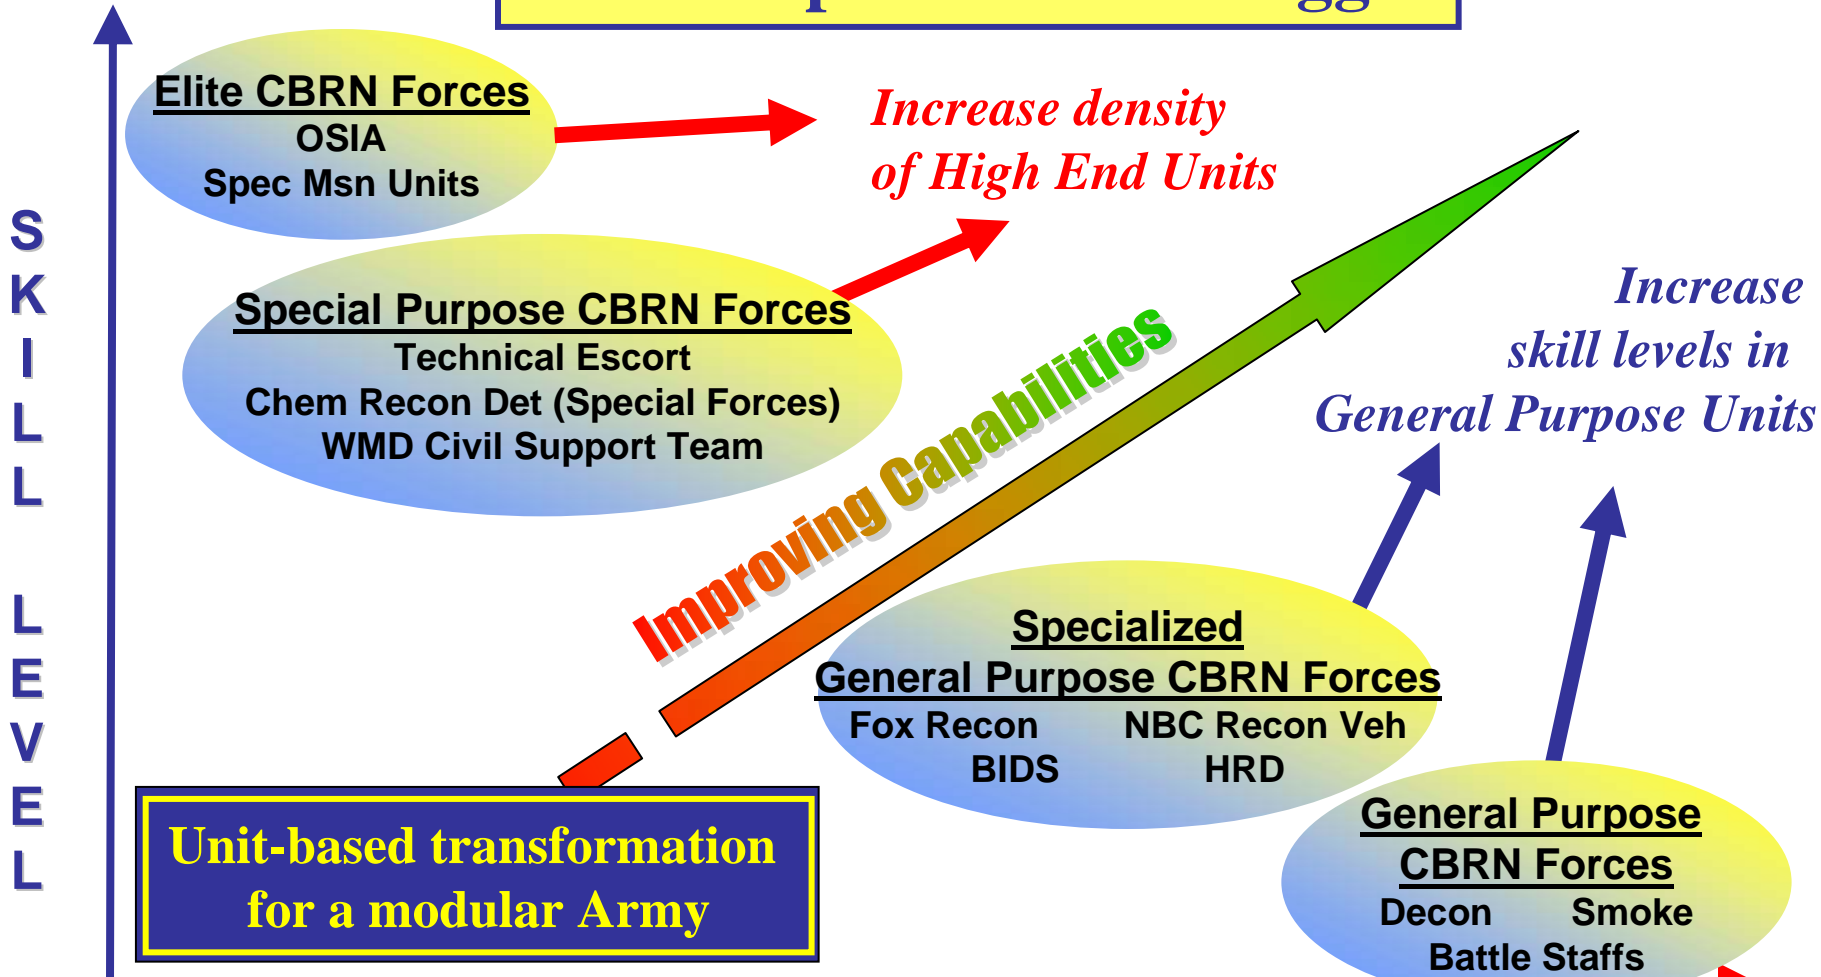 Elite CBRN Forces
OSIA
Spec Msn Units
Increase density
of High End Units
SKILL LEVEL
Special Purpose CBRN Forces
Technical Escort
Chem Recon Det (Special Forces)
WMD Civil Support Team
Increase
skill levels in
General Purpose Units
Improving Capabilities
Specialized
General Purpose CBRN Forces
Fox Recon NBC Recon Veh
BIDS HRD
Unit-based transformation
for a modular Army
General Purpose
CBRN Forces
Decon Smoke
Battle Staffs